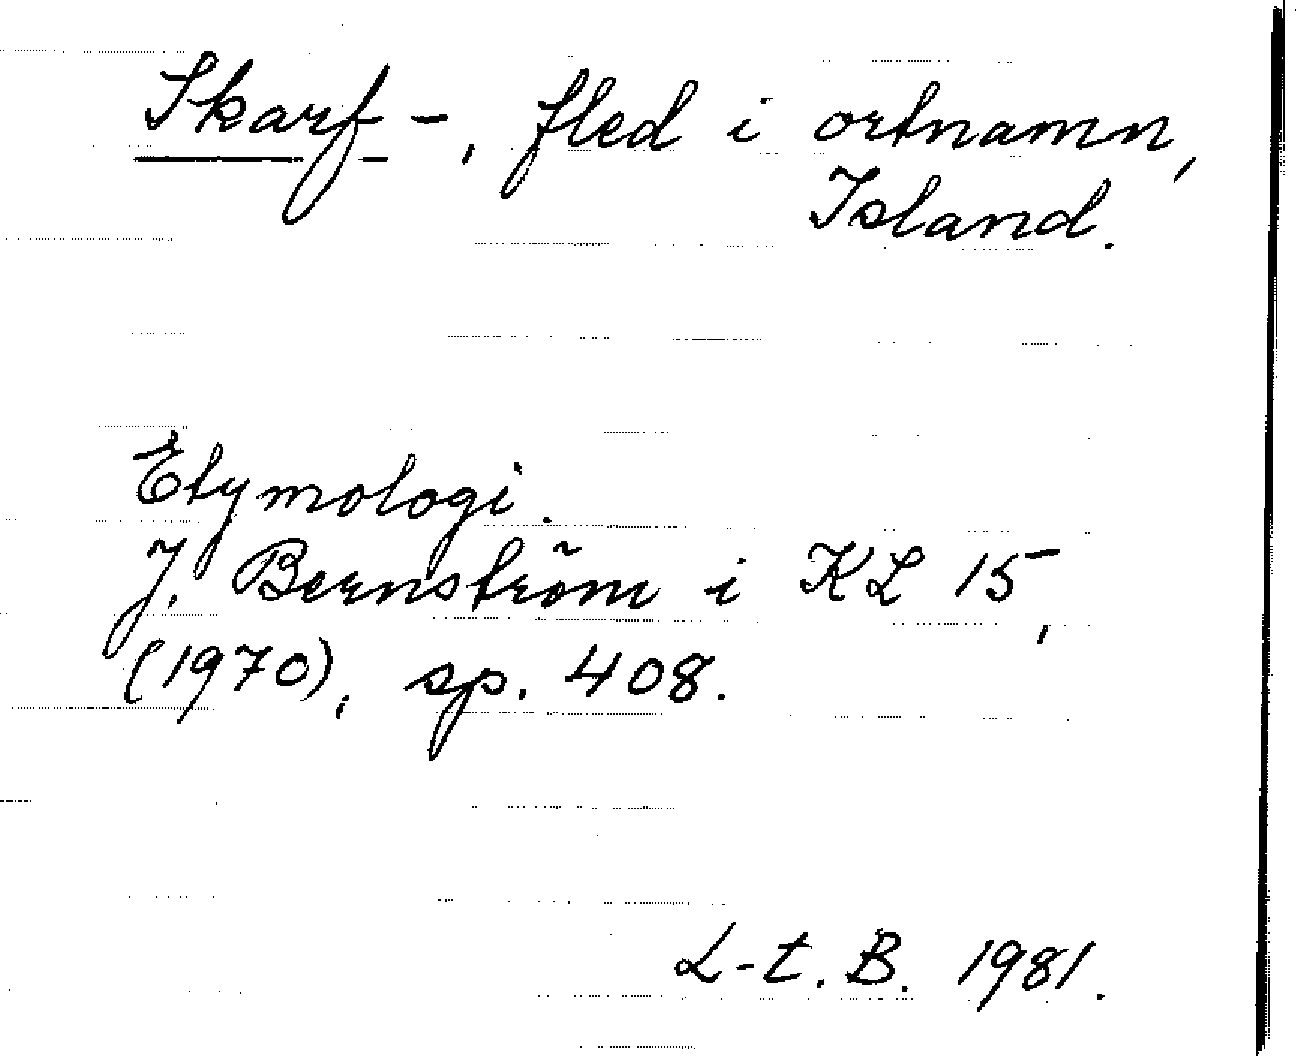 Skarf-, fled i ortnamn,
Island.
Etymologi.
J. Bernström i KL 15,
(1970), sp. 408.
L-t. B. 1981.